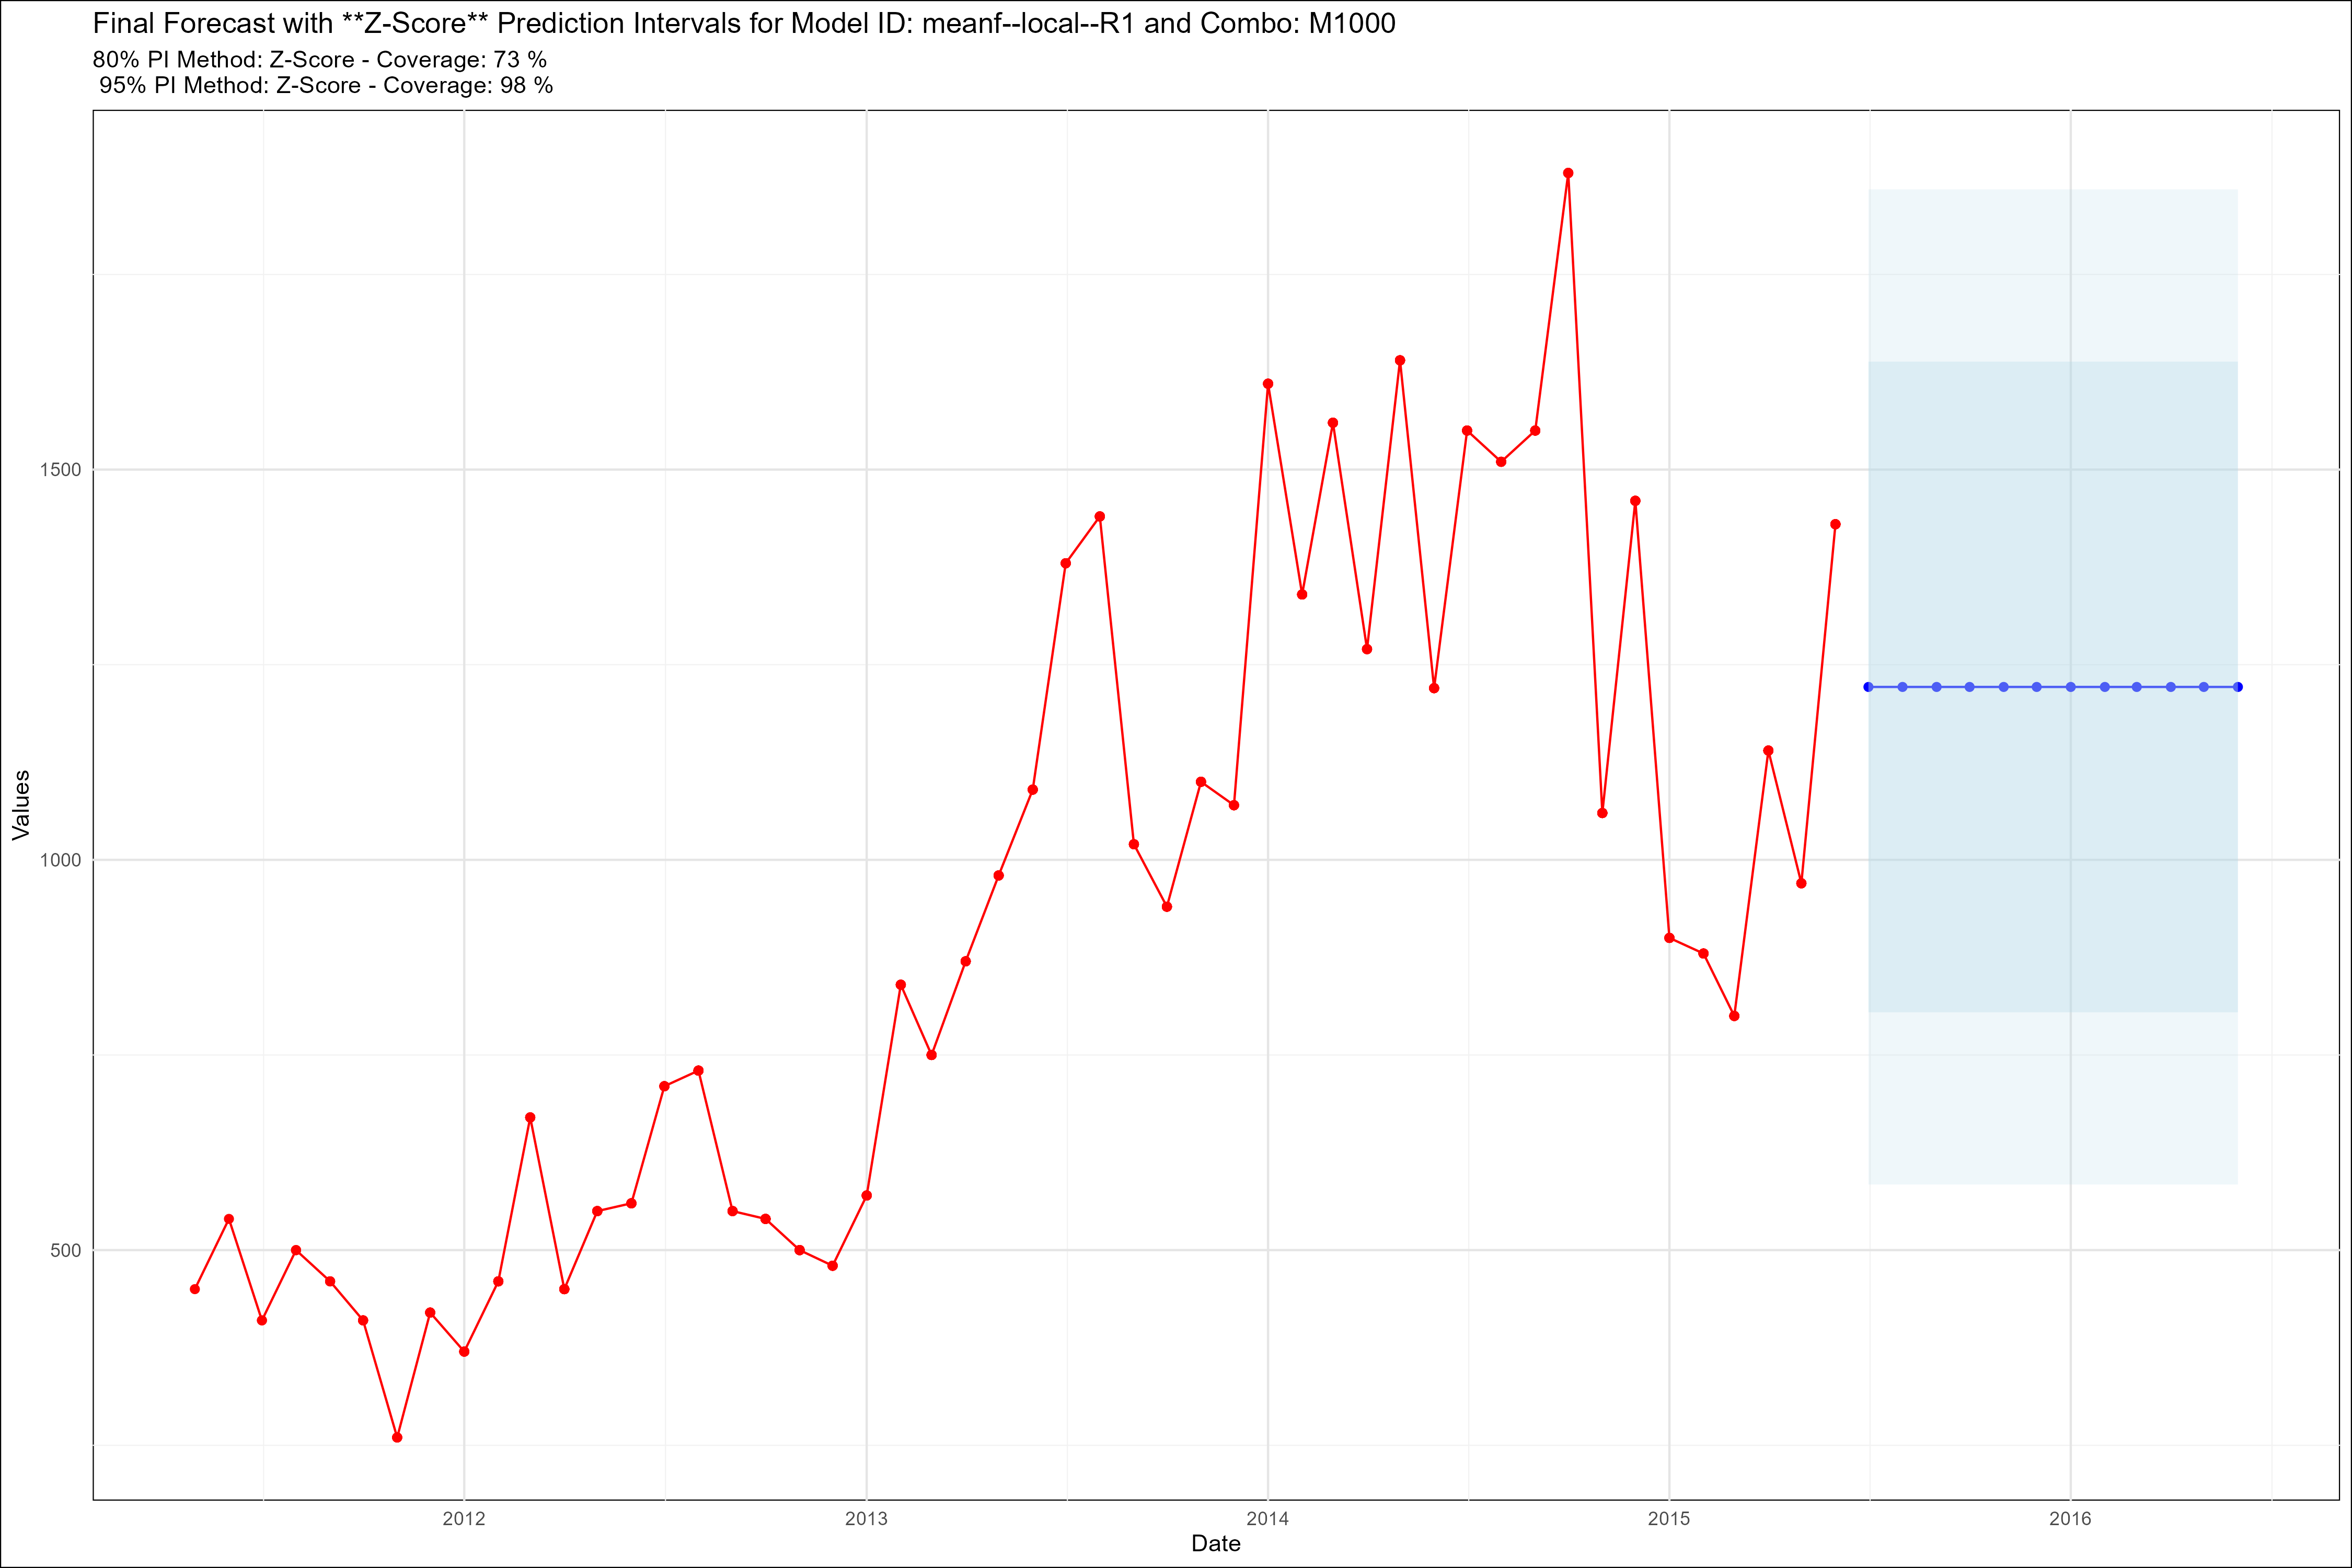 Final Forecast with **Z-Score** Prediction Intervals for Model ID: meanf--local--R1 and Combo: M1000
80% PI Method: Z-Score - Coverage: 73 %
95% PI Method: Z-Score - Coverage: 98 %
Values
1500
1000
500
2012
2013
2014
2015
2016
Date